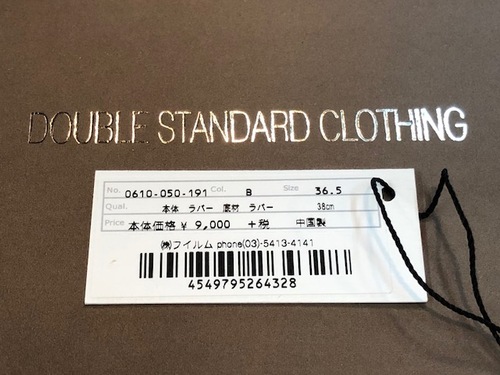 DOUBLE STANDARD CLOTHING
No. 0610-050-191 Col. B Size 36.5
Qual. 本体 ラバー 底材 ラバー 38cm
Price 本体価格¥ 9,000 +税 中国製
㈱フイルム phone(03)-5413-4141
4549795264328